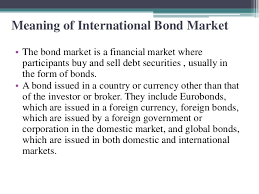 Meaning of International Bond Market
• The bond market is a financial market where
participants buy and sell debt securities , usually in
the form of bonds.
• A bond issued in a country or currency other than that
of the investor or broker. They include Eurobonds,
which are issued in a foreign currency, foreign bonds,
which are issued by a foreign government or
corporation in the domestic market, and global bonds,
which are issued in both domestic and international
markets.